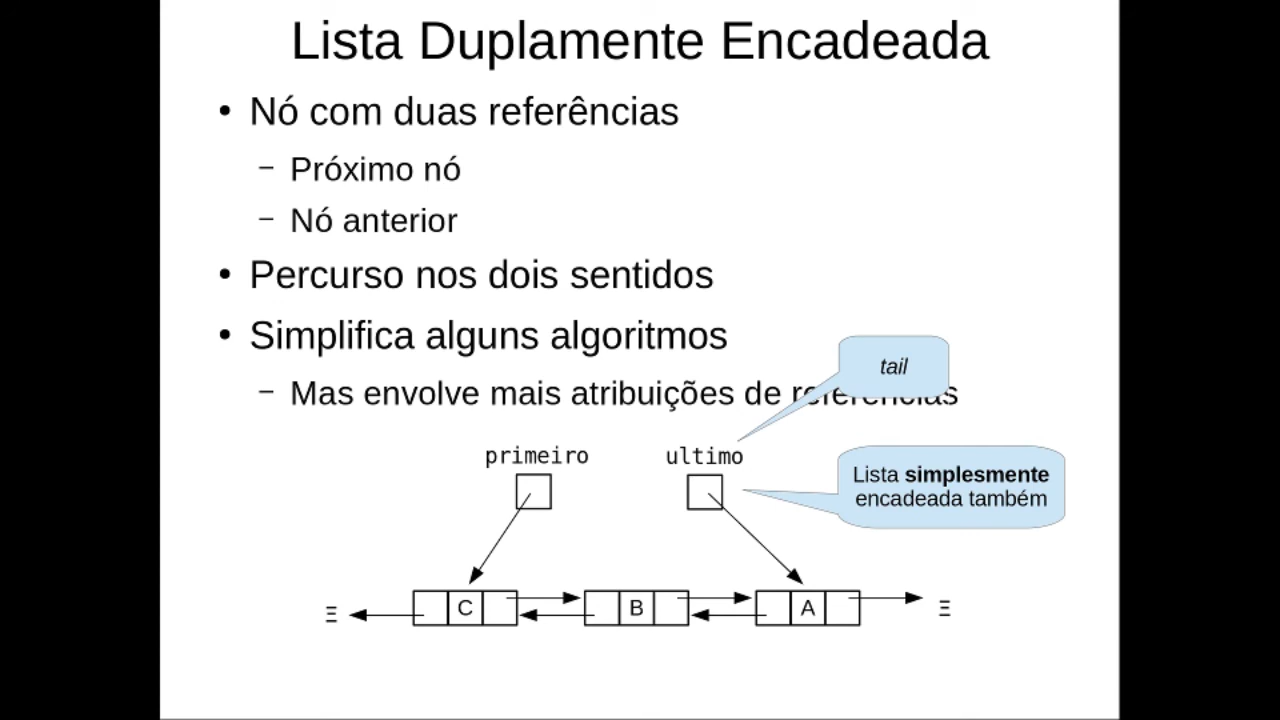 Lista Duplamente Encadeada
• Nó com duas referências
– Próximo nó
– Nó anterior
• Percurso nos dois sentidos
• Simplifica alguns algoritmos
– Mas envolve mais atribuições de referências
tail
primeiro
ultimo
Lista simplesmente
encadeada também
Ξ
C
B
A
Ξ